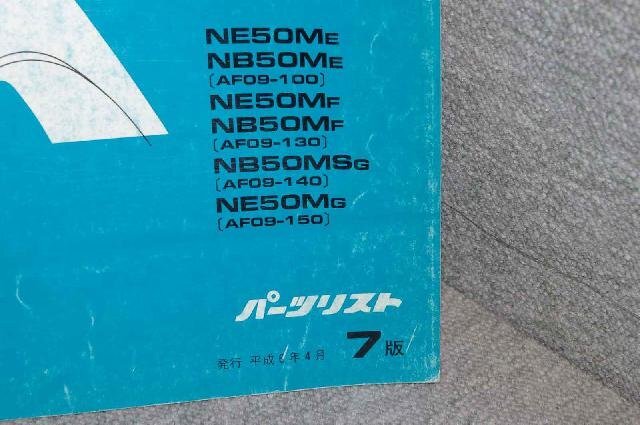 NE50ME
NB50ME
(AF09-100)
NE50MF
NB50MF
(AF09-130)
NB50MSG
(AF09-140)
NE50MG
(AF09-150)
パーツリスト
発行 平成 年4月 7版